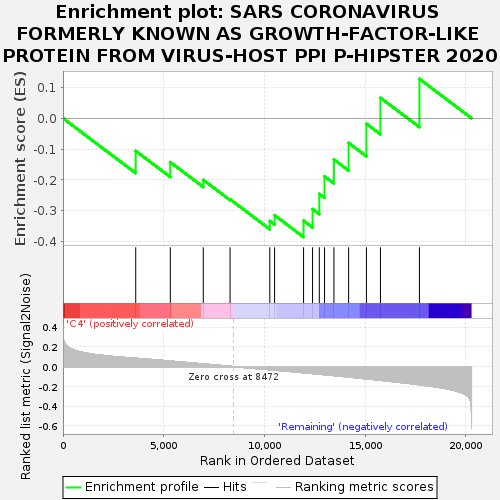 Enrichment plot: SARS CORONAVIRUS
FORMERLY KNOWN AS GROWTH-FACTOR-LIKE
PROTEIN FROM VIRUS-HOST PPI P-HIPSTER 2020
Enrichment score (ES)
0.1
0.0
-0.1
-0.2
-0.3
-0.4
Ranked list metric (Signal2Noise)
0.4
0.2
0.0
-0.2
-0.4
-0.6
'C4' (positively correlated)
Zero cross at 8472
'Remaining' (negatively correlated)
0
5,000
10,000
15,000
20,000
Rank in Ordered Dataset
Enrichment profile
Hits
Ranking metric scores